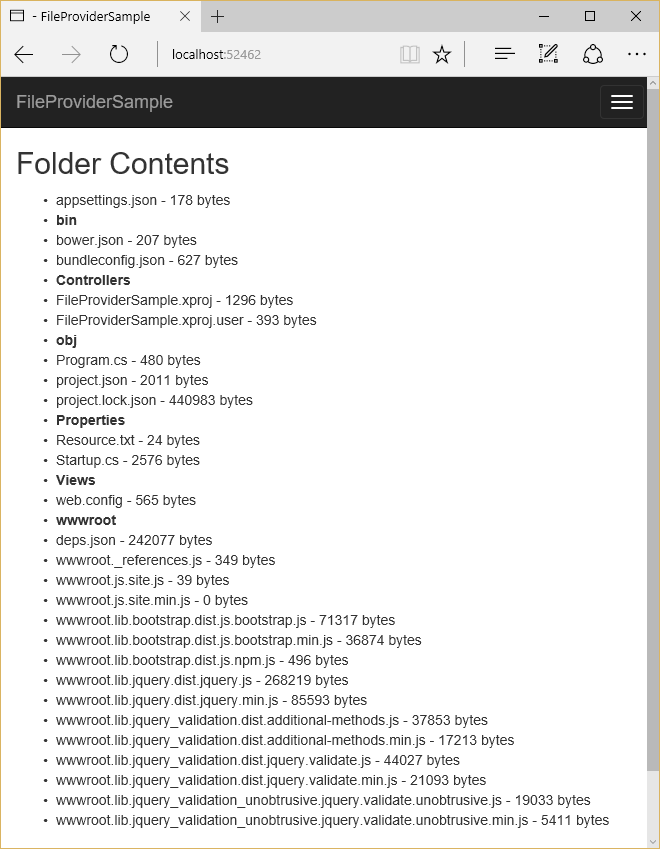 - FileProviderSample
localhost:52462
FileProviderSample
Folder Contents
• appsettings.json - 178 bytes
• bin
• bower.json - 207 bytes
• bundleconfig.json - 627 bytes
• Controllers
• FileProviderSample.xproj - 1296 bytes
• FileProviderSample.xproj.user - 393 bytes
• obj
• Program.cs - 480 bytes
• project.json - 2011 bytes
• project.lock.json - 440983 bytes
• Properties
• Resource.txt - 24 bytes
• Startup.cs - 2576 bytes
• Views
• web.config - 565 bytes
• wwwroot
• deps.json - 242077 bytes
• wwwroot._references.js - 349 bytes
• wwwroot.js.site.js - 39 bytes
• wwwroot.js.site.min.js - 0 bytes
• wwwroot.lib.bootstrap.dist.js.bootstrap.js - 71317 bytes
• wwwroot.lib.bootstrap.dist.js.bootstrap.min.js - 36874 bytes
• wwwroot.lib.bootstrap.dist.js.npm.js - 496 bytes
• wwwroot.lib.jquery.dist.jquery.js - 268219 bytes
• wwwroot.lib.jquery.dist.jquery.min.js - 85593 bytes
• wwwroot.lib.jquery_validation.dist.additional-methods.js - 37853 bytes
• wwwroot.lib.jquery_validation.dist.additional-methods.min.js - 17213 bytes
• wwwroot.lib.jquery_validation.dist.jquery.validate.js - 44027 bytes
• wwwroot.lib.jquery_validation.dist.jquery.validate.min.js - 21093 bytes
• wwwroot.lib.jquery_validation_unobtrusive.jquery.validate.unobtrusive.js - 19033 bytes
• wwwroot.lib.jquery_validation_unobtrusive.jquery.validate.unobtrusive.min.js - 5411 bytes